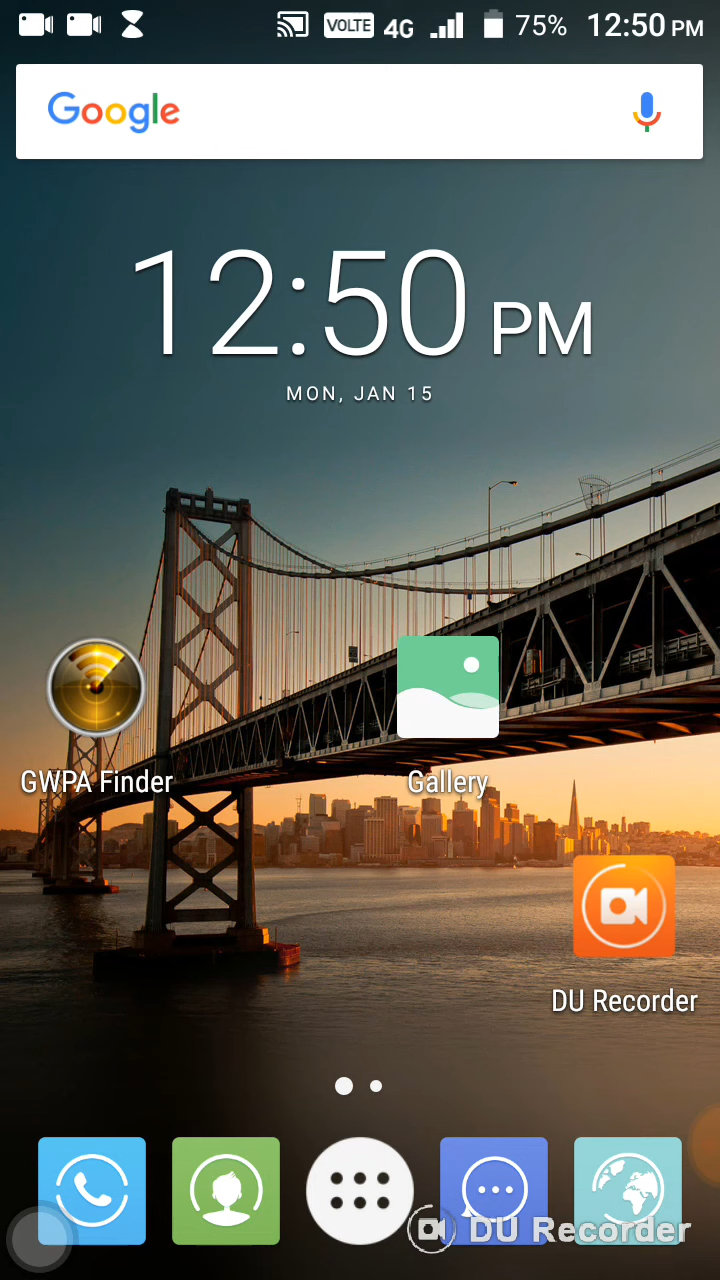 VOLTE 4G 75% 12:50 PM
Google
12:50 PM
MON, JAN 15
GWPA Finder
Gallery
DU Recorder
DU Recorder